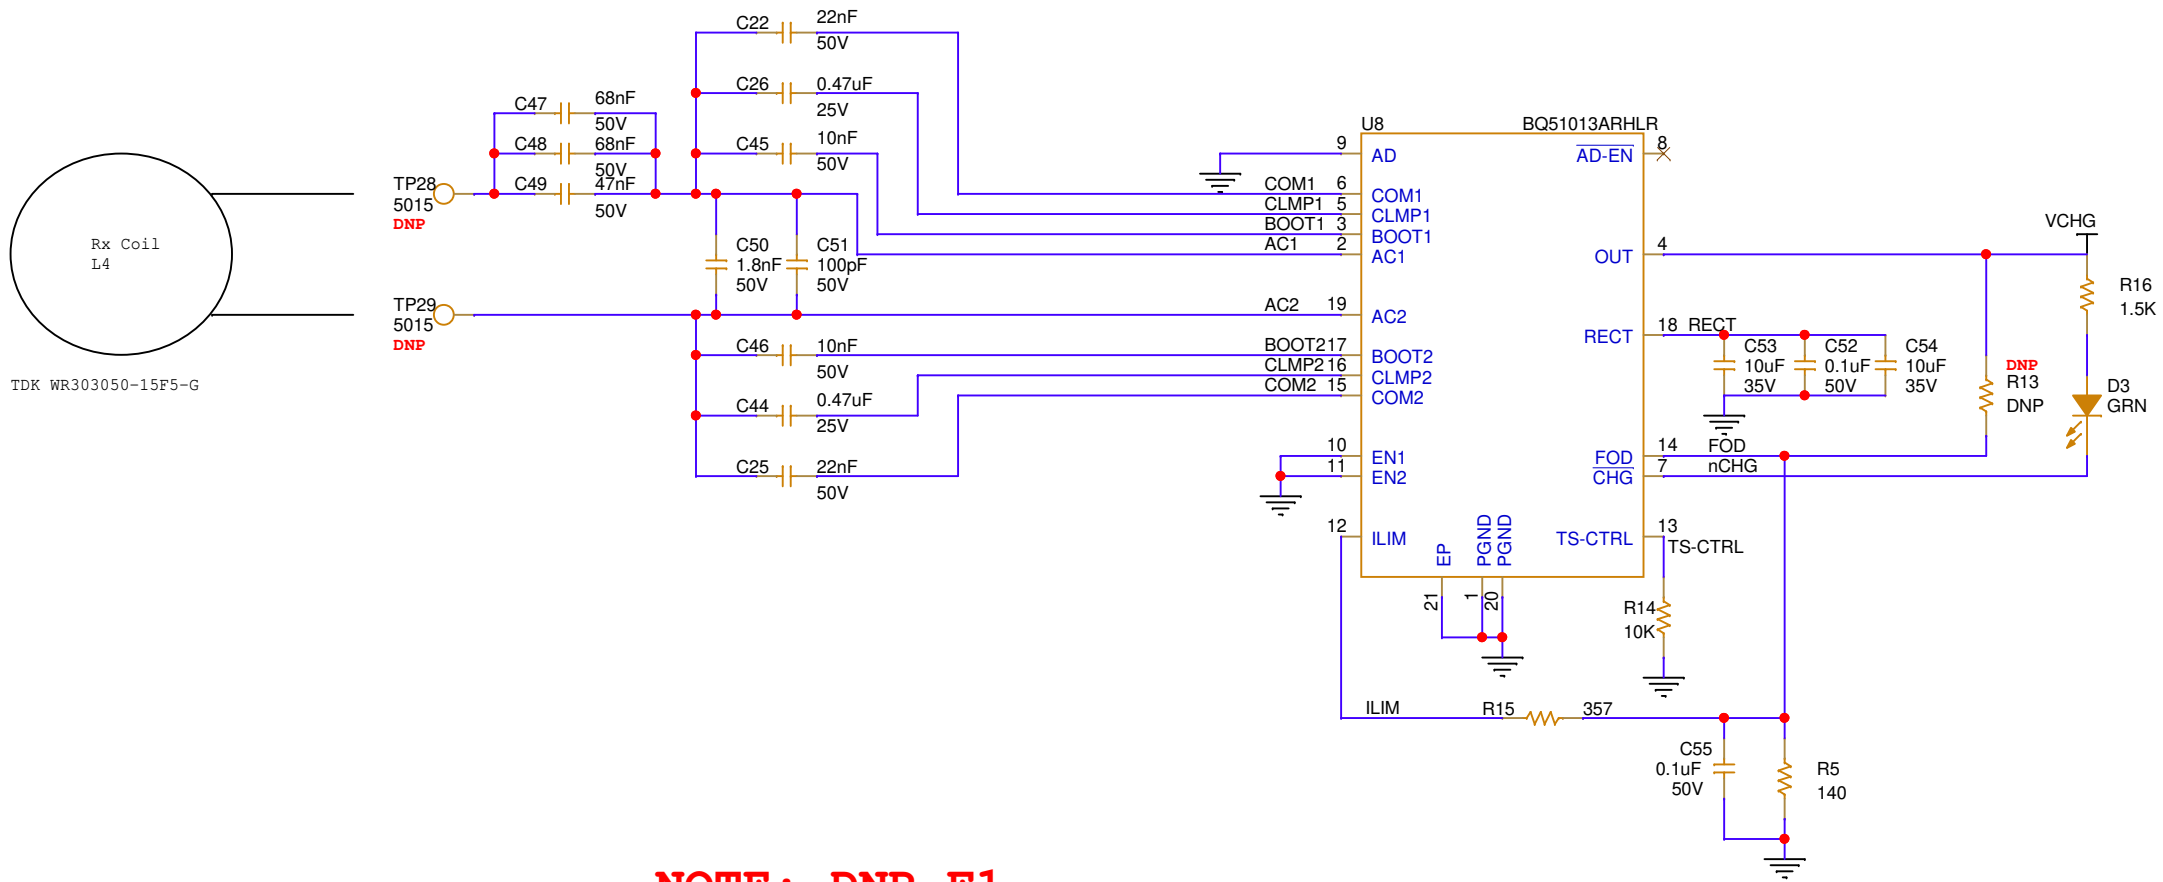 C22 22nF
50V
C26 0.47uF
25V
C47 68nF
50V
C45 10nF
50V
C48 68nF
50V
C49 47nF
50V
TP28
5015
DNP
Rx Coil
L4
C50
1.8nF
50V
C51
100pF
50V
TP29
5015
DNP
TDK WR303050-15F5-G
C46 10nF
50V
C44 0.47uF
25V
C25 22nF
50V
U8 BQ51013ARHLR
9 AD
AD-EN 8
COM1 6 COM1
CLMP1 5 CLMP1
BOOT1 3 BOOT1
AC1 2 AC1
AC2 19 AC2
BOOT2 17 BOOT2
CLMP2 16 CLMP2
COM2 15 COM2
10 EN1
11 EN2
12 ILIM
OUT 4
RECT 18 RECT
FOD 14 FOD
CHG 7 nCHG
TS-CTRL 13
TS-CTRL
EP
PGND
PGND
21
1
20
VCHG
R16
1.5K
C53
10uF
35V
C52
0.1uF
50V
C54
10uF
35V
DNP
R13
DNP
D3
GRN
R14
10K
ILIM R15 357
C55
0.1uF
50V
R5
140
NOTE: DNP F1